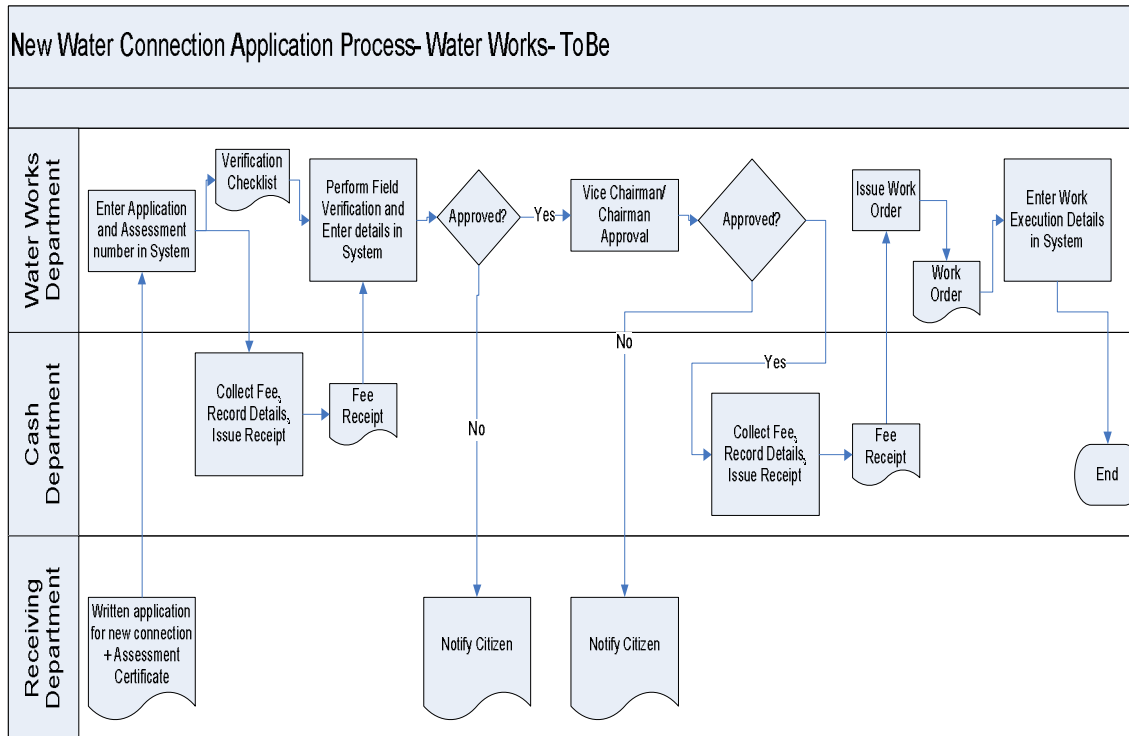 New Water Connection Application Process- Water Works- ToBe
Water Works
Department
Enter Application
and Assessment
number in System
Verification
Checklist
Perform Field
Verification and
Enter details in
System
Approved?
Yes
Vice Chairman/
Chairman
Approval
Approved?
Issue Work
Order
Work
Order
Enter Work
Execution Details
in System
No
No
Yes
Cash
Department
Collect Fee,
Record Details,
Issue Receipt
Fee
Receipt
Collect Fee,
Record Details,
Issue Receipt
Fee
Receipt
End
Receiving
Department
Written application
for new connection
+ Assessment
Certificate
Notify Citizen
Notify Citizen